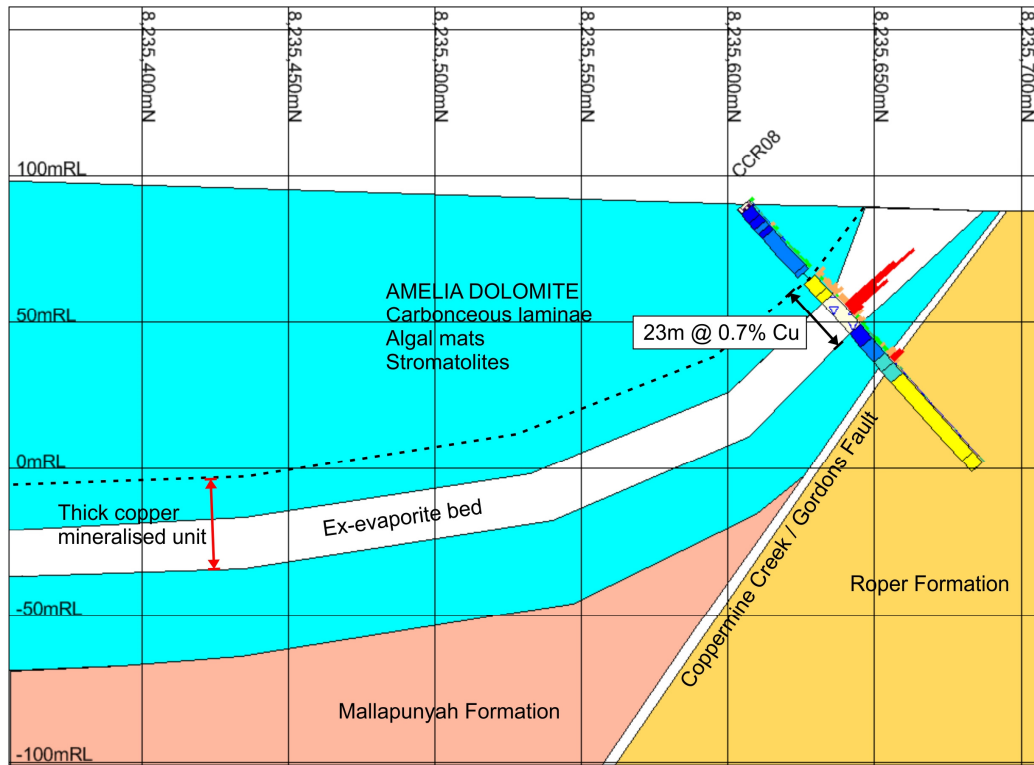 8,235,400mN
8,235,450mN
8,235,500mN
8,235,550mN
8,235,600mN
8,235,650mN
8,235,700mN
CCR08
100mRL
AMELIA DOLOMITE
Carbonceous laminae
Algal mats
Stromatolites
50mRL
23m @ 0.7% Cu
0mRL
Thick copper
mineralised unit
Ex-evaporite bed
Coppermine Creek / Gordons Fault
Roper Formation
-50mRL
Mallapunyah Formation
-100mRL